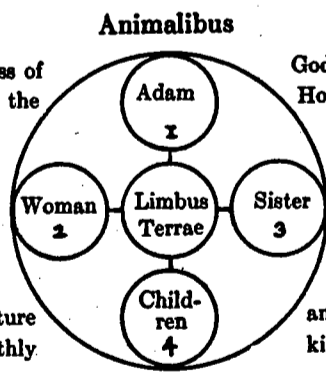 Animalibus
ss of
God
the
Ho
Adam
1
Woman
2
Limbus
Terrae
Sister
3
Child-
ren
4
ture
an
thly
ki